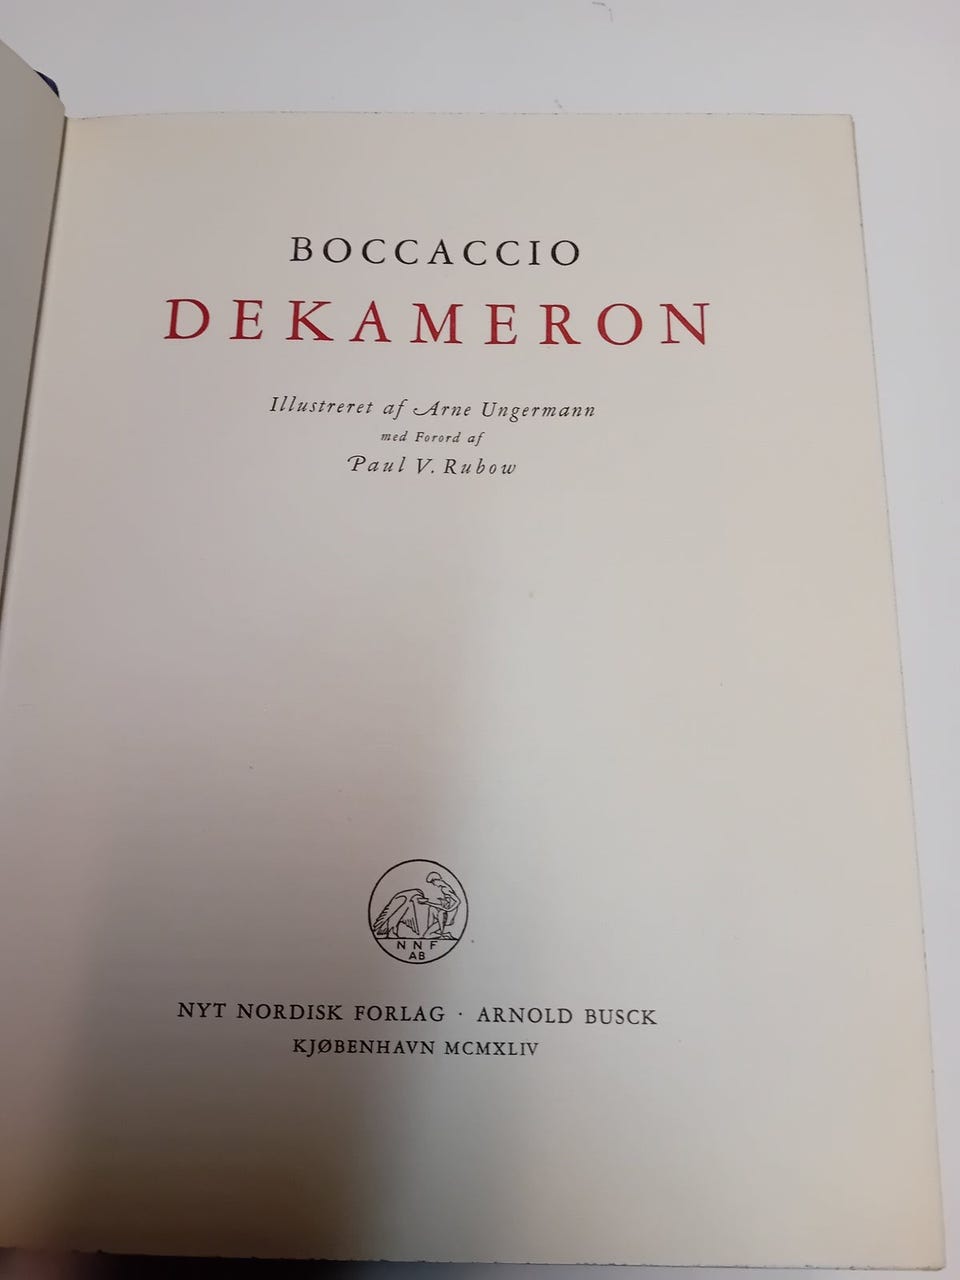 BOCCACCIO
DEKAMERON
Illustreret af Arne Ungermann
med Forord af
Paul V. Rubow
NNF
AB
NYT NORDISK FORLAG · ARNOLD BUSCK
KJØBENHAVN MCMXLIV